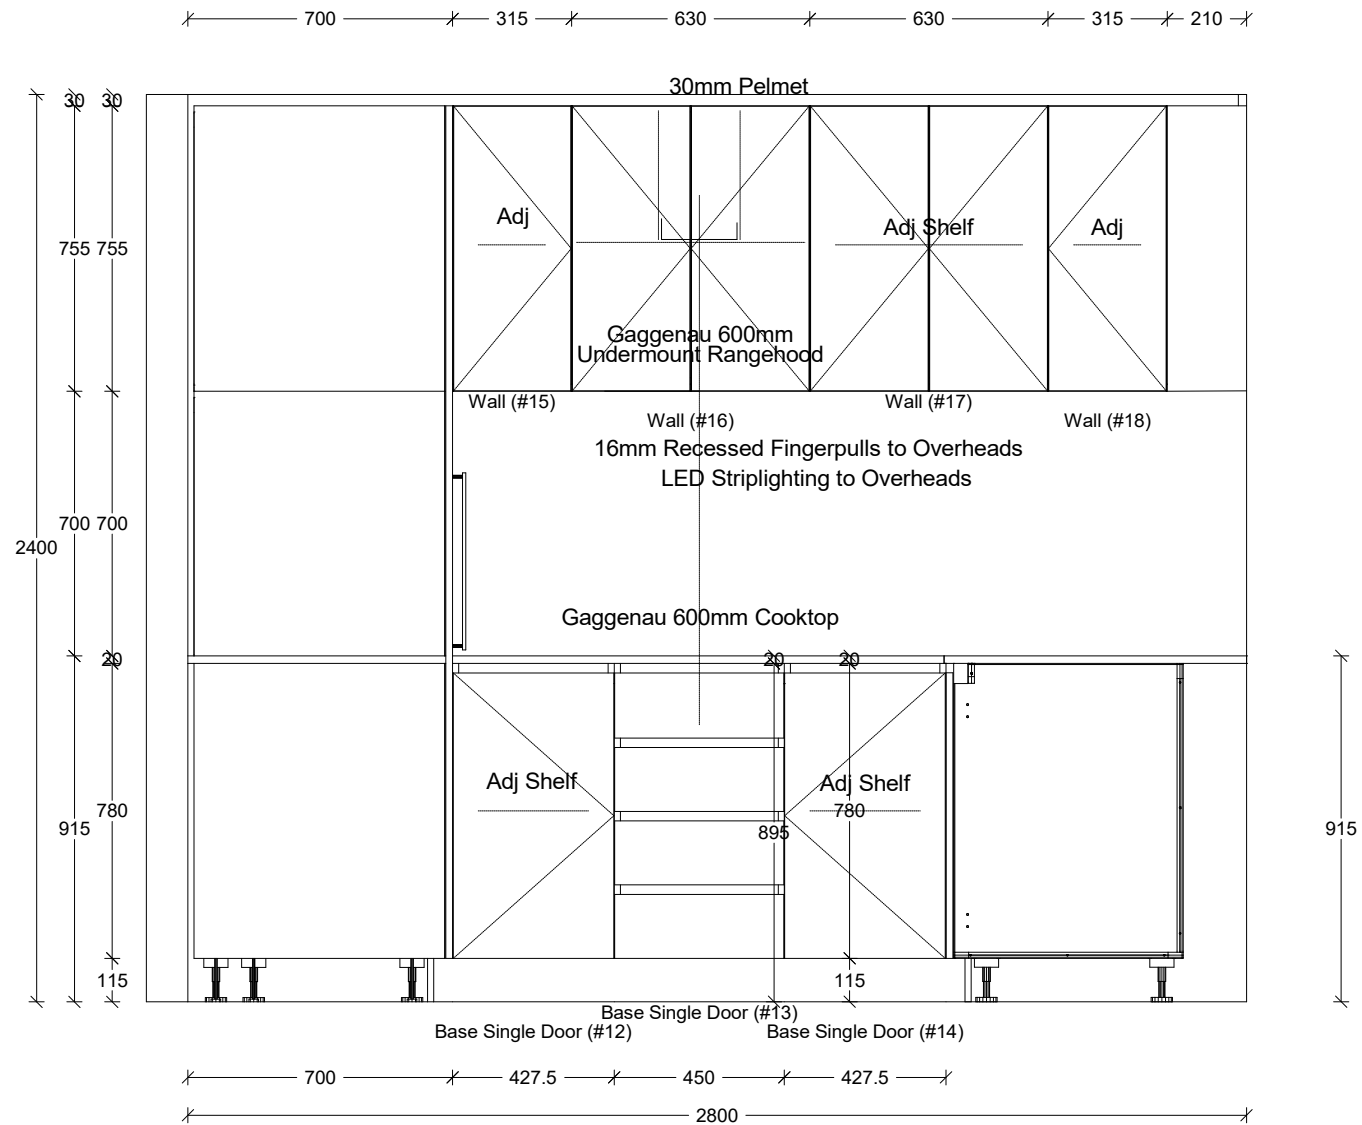 700 315 630 630 315 210
30mm Pelmet
30 30
Adj
Adj Shelf Adj
755 755
Gaggenau 600mm
Undermount Rangehood
Wall (#15) Wall (#17)
Wall (#16) Wall (#18)
16mm Recessed Fingerpulls to Overheads
LED Striplighting to Overheads
700 700
2400
Gaggenau 600mm Cooktop
20 20 20
Adj Shelf Adj Shelf
780 780
915 895 915
115 115
Base Single Door (#13)
Base Single Door (#12) Base Single Door (#14)
700 427.5 450 427.5
2800